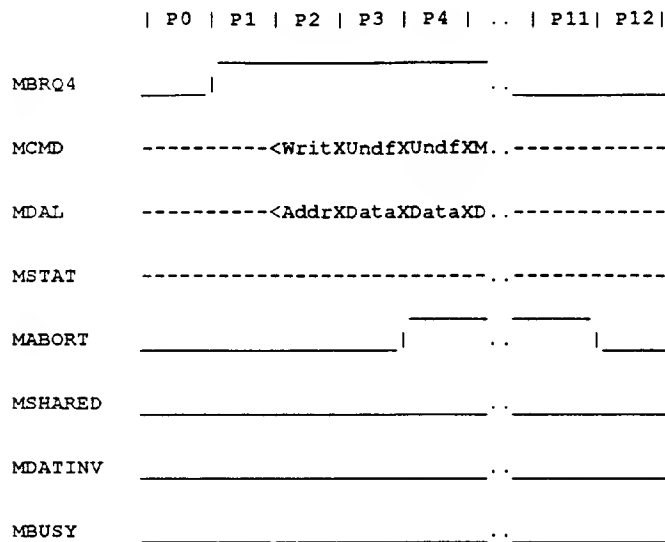 | P0 | P1 | P2 | P3 | P4 | .. | P11| P12|
MBRQ4 ..
MCMD ----------<WritXUndfXUndfXM..------------
MDAL ----------<AddrXDataXDataXD..------------
MSTAT --------------------------..------------
MABORT ..
MSHARED ..
MDATINV ..
MBUSY ..